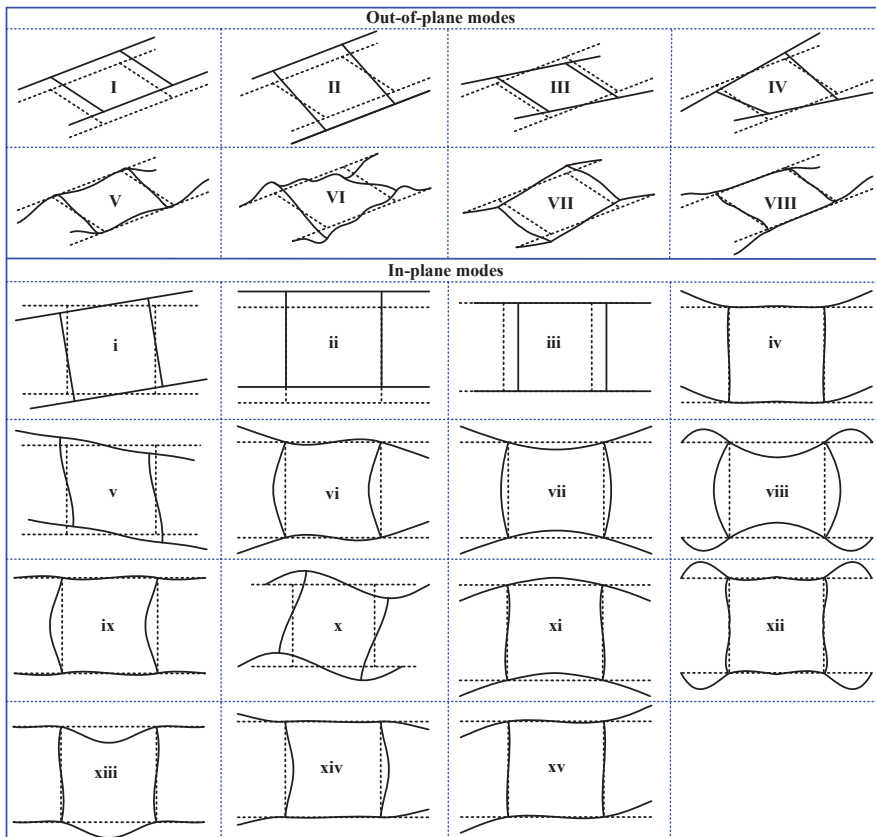 Out-of-plane modes
I II III IV
V VI VII VIII
In-plane modes
i ii iii iv
v vi vii viii
ix x xi xii
xiii xiv xv